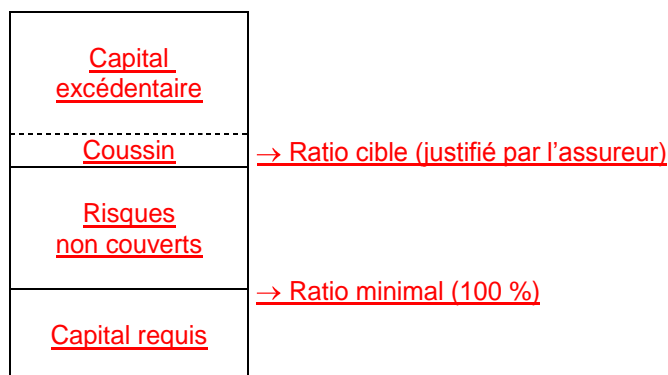 Capital
excédentaire
Coussin
→ Ratio cible (justifié par l’assureur)
Risques
non couverts
→ Ratio minimal (100 %)
Capital requis